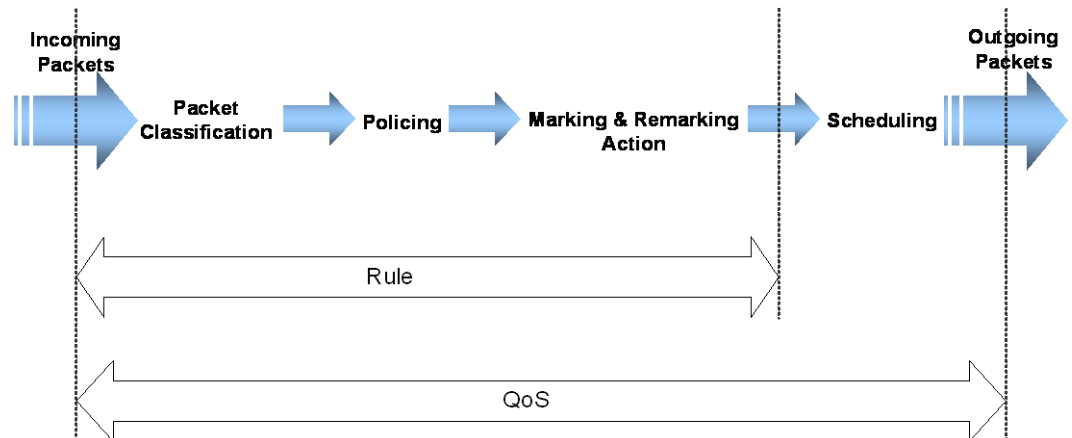 Incoming
Packets
Packet
Classification
Policing
Marking & Remarking
Action
Scheduling
Outgoing
Packets
Rule
QoS